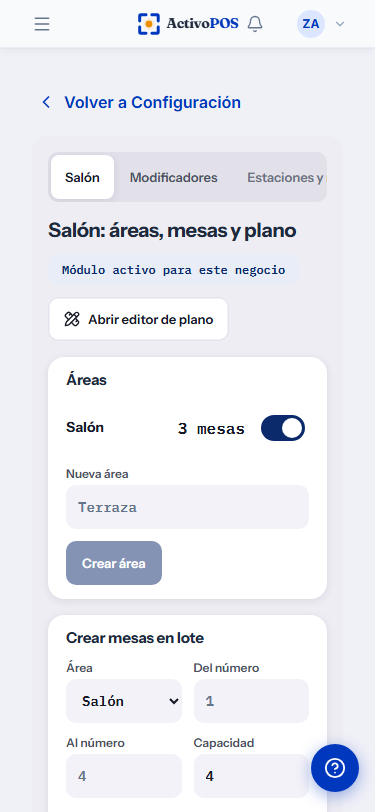 ActivoPOS
ZA
Volver a Configuración
Salón Modificadores Estaciones y
Salón: áreas, mesas y plano
Módulo activo para este negocio
Abrir editor de plano
Áreas
Salón 3 mesas
Nueva área
Terraza
Crear área
Crear mesas en lote
Área Del número
Salón 1
Al número Capacidad
4 4